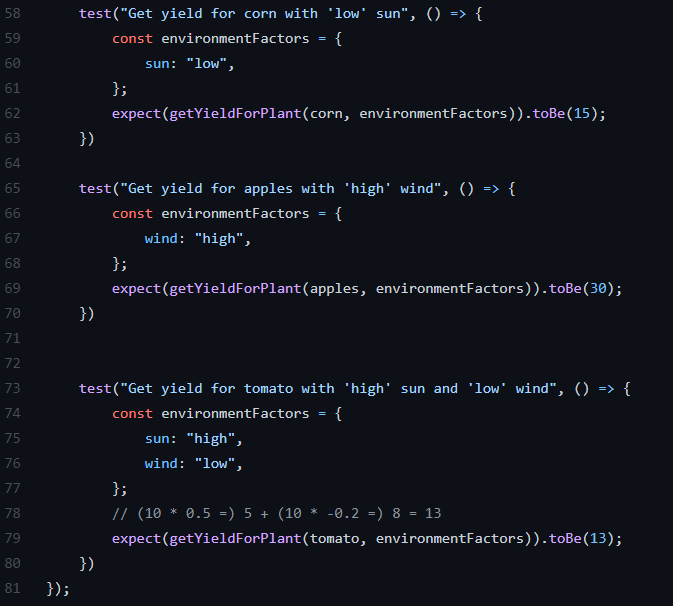 58 test("Get yield for corn with 'low' sun", () => {
59 const environmentFactors = {
60 sun: "low",
61 };
62 expect(getYieldForPlant(corn, environmentFactors)).toBe(15);
63 })
64
65 test("Get yield for apples with 'high' wind", () => {
66 const environmentFactors = {
67 wind: "high",
68 };
69 expect(getYieldForPlant(apples, environmentFactors)).toBe(30);
70 })
71
72
73 test("Get yield for tomato with 'high' sun and 'low' wind", () => {
74 const environmentFactors = {
75 sun: "high",
76 wind: "low",
77 };
78 // (10 * 0.5 =) 5 + (10 * -0.2 =) 8 = 13
79 expect(getYieldForPlant(tomato, environmentFactors)).toBe(13);
80 })
81 });